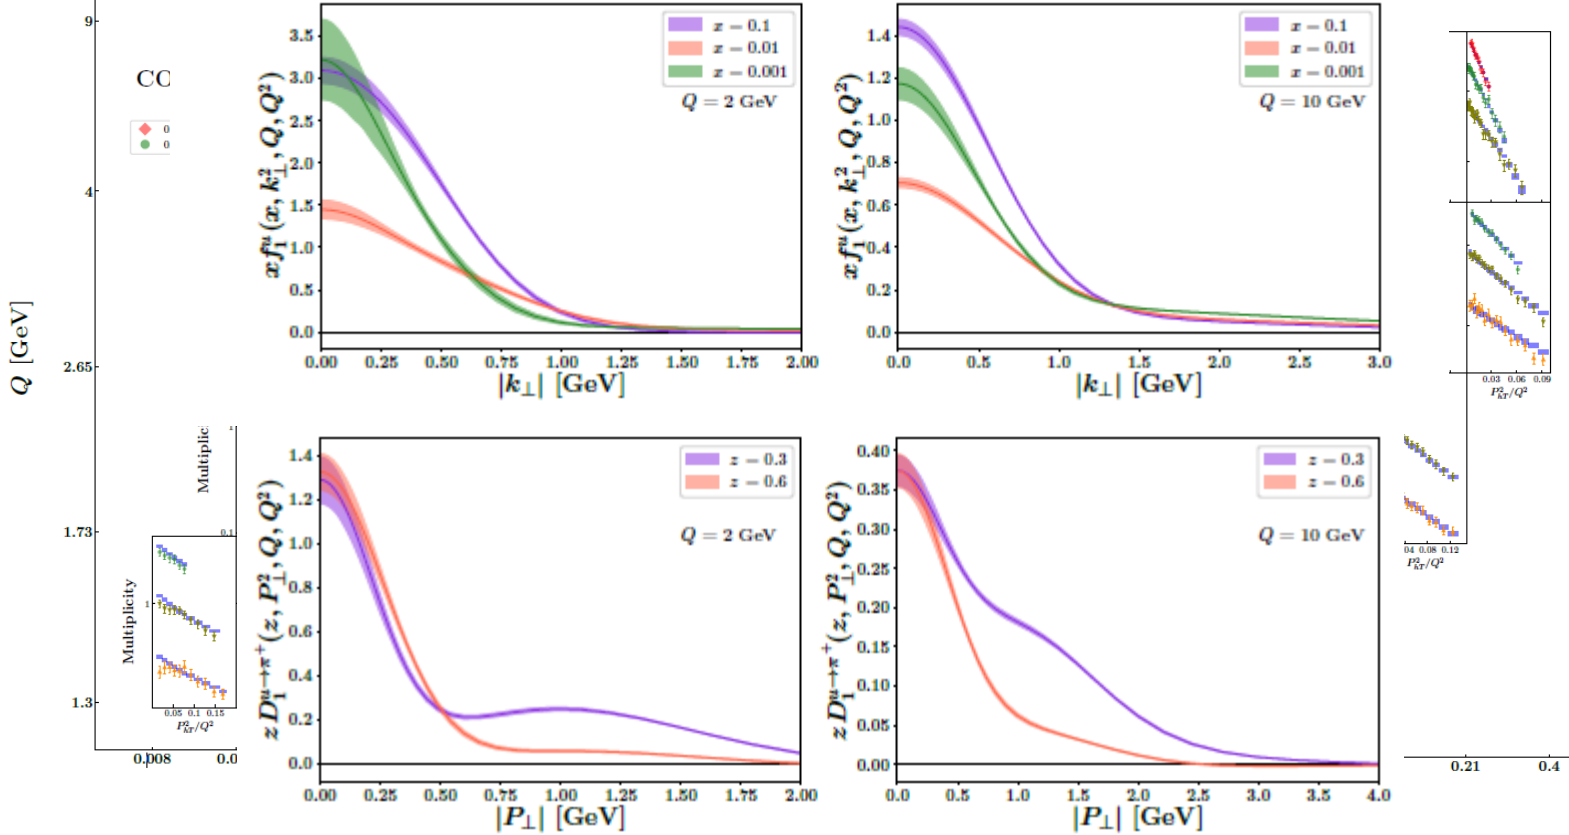 Q [GeV]
9
4
2.65
1.73
1.3
CO
0
0
Multiplic
1
0.1
Multiplicity
1
0.05 0.1 0.15
P²hT/Q²
0.008 0.0
xf₁ᵘ(x, k²⊥, Q, Q²)
3.5
3.0
2.5
2.0
1.5
1.0
0.5
0.0
x = 0.1
x = 0.01
x = 0.001
Q = 2 GeV
0.00 0.25 0.50 0.75 1.00 1.25 1.50 1.75 2.00
|k⊥| [GeV]
xf₁ᵘ(x, k²⊥, Q, Q²)
1.4
1.2
1.0
0.8
0.6
0.4
0.2
0.0
x = 0.1
x = 0.01
x = 0.001
Q = 10 GeV
0.0 0.5 1.0 1.5 2.0 2.5 3.0
|k⊥| [GeV]
z D₁ᵘ→π⁺(z, P²⊥, Q, Q²)
1.4
1.2
1.0
0.8
0.6
0.4
0.2
0.0
z = 0.3
z = 0.6
Q = 2 GeV
0.00 0.25 0.50 0.75 1.00 1.25 1.50 1.75 2.00
|P⊥| [GeV]
z D₁ᵘ→π⁺(z, P²⊥, Q, Q²)
0.40
0.35
0.30
0.25
0.20
0.15
0.10
0.05
0.00
z = 0.3
z = 0.6
Q = 10 GeV
0.0 0.5 1.0 1.5 2.0 2.5 3.0 3.5 4.0
|P⊥| [GeV]
0.03 0.06 0.09
P²hT/Q²
04 0.08 0.12
P²hT/Q²
0.21 0.4